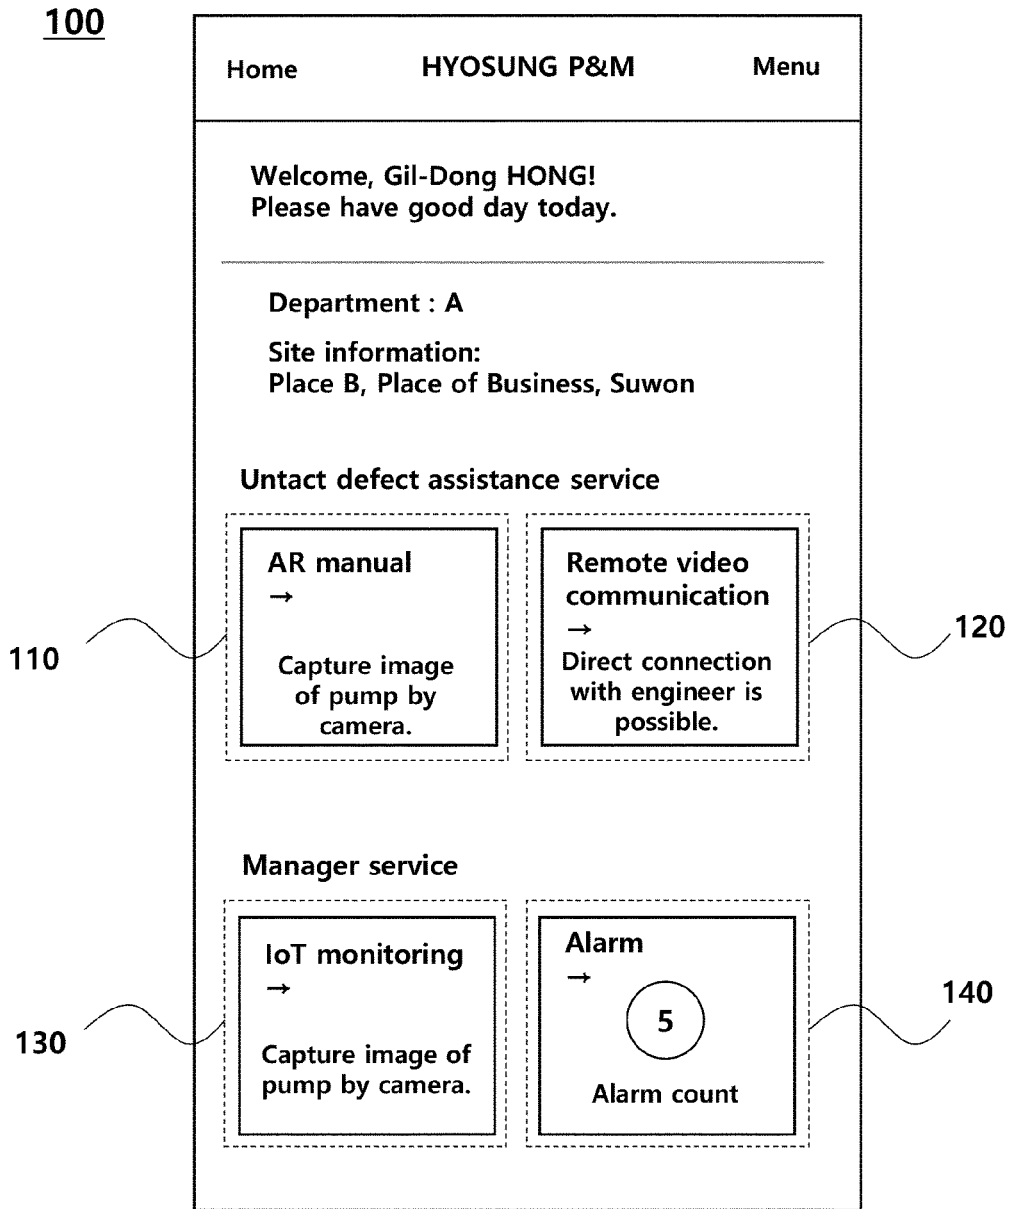 100
Home HYOSUNG P&M Menu
Welcome, Gil-Dong HONG!
Please have good day today.
Department : A
Site information:
Place B, Place of Business, Suwon
Untact defect assistance service
AR manual
→
Capture image
of pump by
camera.
110
Remote video
communication
→
Direct connection
with engineer is
possible.
120
Manager service
IoT monitoring
→
Capture image of
pump by camera.
130
Alarm
→
5
Alarm count
140